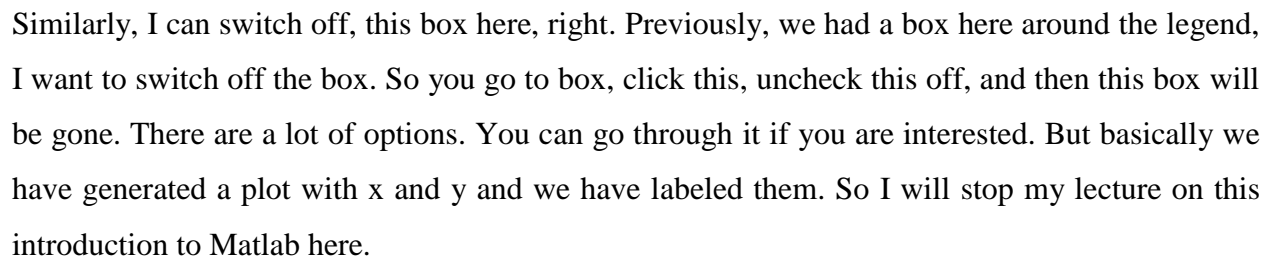 Similarly, I can switch off, this box here, right. Previously, we had a box here around the legend,
I want to switch off the box. So you go to box, click this, uncheck this off, and then this box will
be gone. There are a lot of options. You can go through it if you are interested. But basically we
have generated a plot with x and y and we have labeled them. So I will stop my lecture on this
introduction to Matlab here.